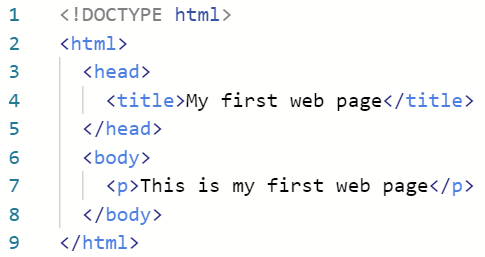 1 <!DOCTYPE html>
2 <html>
3 <head>
4 <title>My first web page</title>
5 </head>
6 <body>
7 <p>This is my first web page</p>
8 </body>
9 </html>